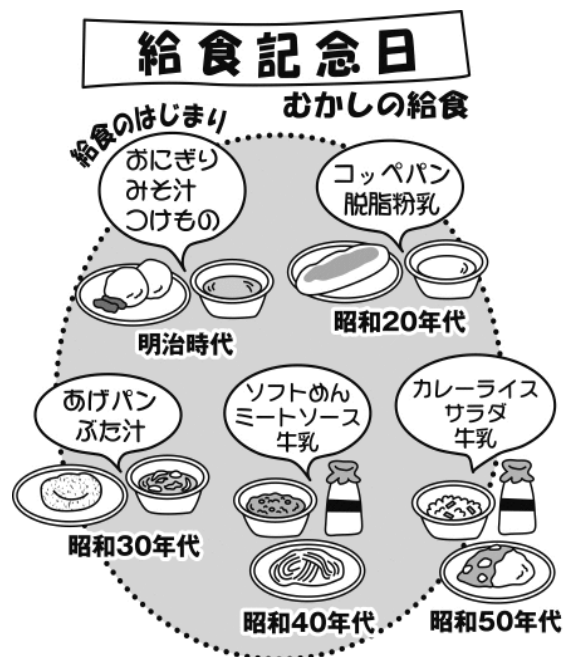 給食記念日
むかしの給食
給食のはじまり
おにぎり
みそ汁
つけもの
明治時代
コッペパン
脱脂粉乳
昭和20年代
あげパン
ぶた汁
昭和30年代
ソフトめん
ミートソース
牛乳
昭和40年代
カレーライス
サラダ
牛乳
昭和50年代